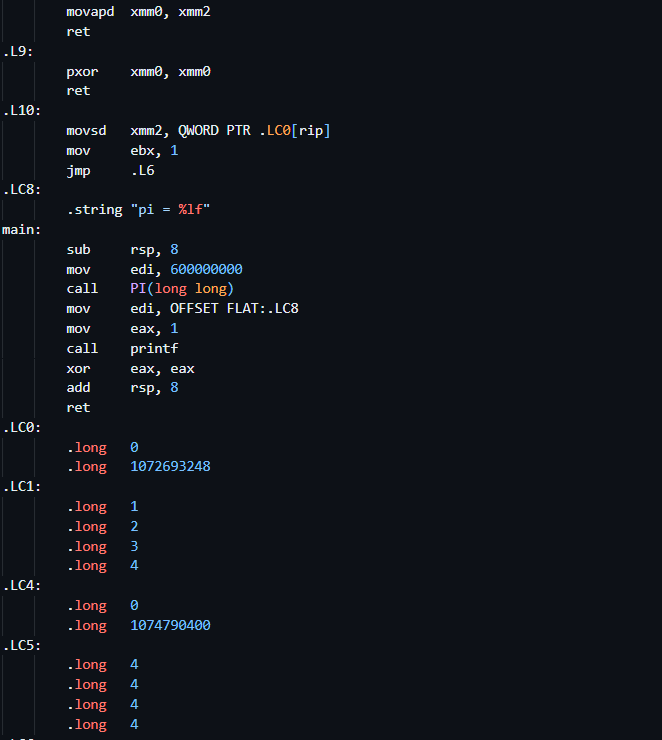 movapd xmm0, xmm2
ret
.L9:
pxor xmm0, xmm0
ret
.L10:
movsd xmm2, QWORD PTR .LC0[rip]
mov ebx, 1
jmp .L6
.LC8:
.string "pi = %lf"
main:
sub rsp, 8
mov edi, 600000000
call PI(long long)
mov edi, OFFSET FLAT:.LC8
mov eax, 1
call printf
xor eax, eax
add rsp, 8
ret
.LC0:
.long 0
.long 1072693248
.LC1:
.long 1
.long 2
.long 3
.long 4
.LC4:
.long 0
.long 1074790400
.LC5:
.long 4
.long 4
.long 4
.long 4